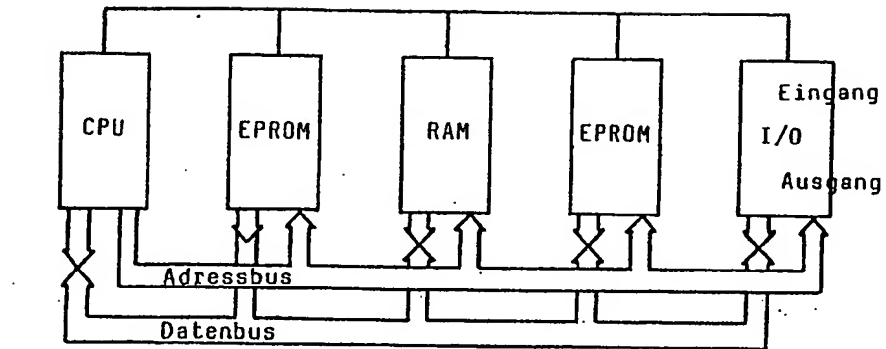 CPU
EPROM
RAM
EPROM
Eingang
I/O
Ausgang
Adressbus
Datenbus